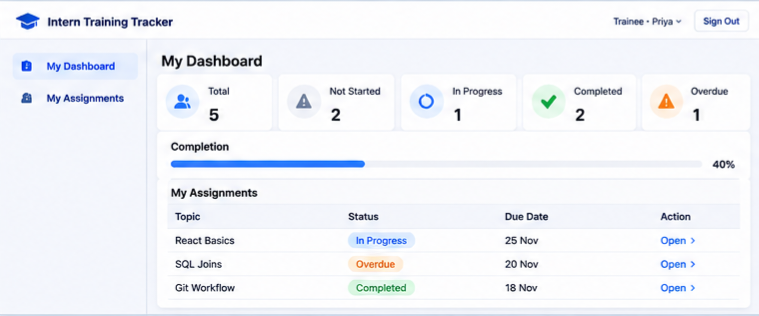 Intern Training Tracker
Trainee • Priya
Sign Out
My Dashboard
My Assignments
My Dashboard
Total
5
Not Started
2
In Progress
1
Completed
2
Overdue
1
Completion
40%
My Assignments
Topic Status Due Date Action
React Basics In Progress 25 Nov Open >
SQL Joins Overdue 20 Nov Open >
Git Workflow Completed 18 Nov Open >